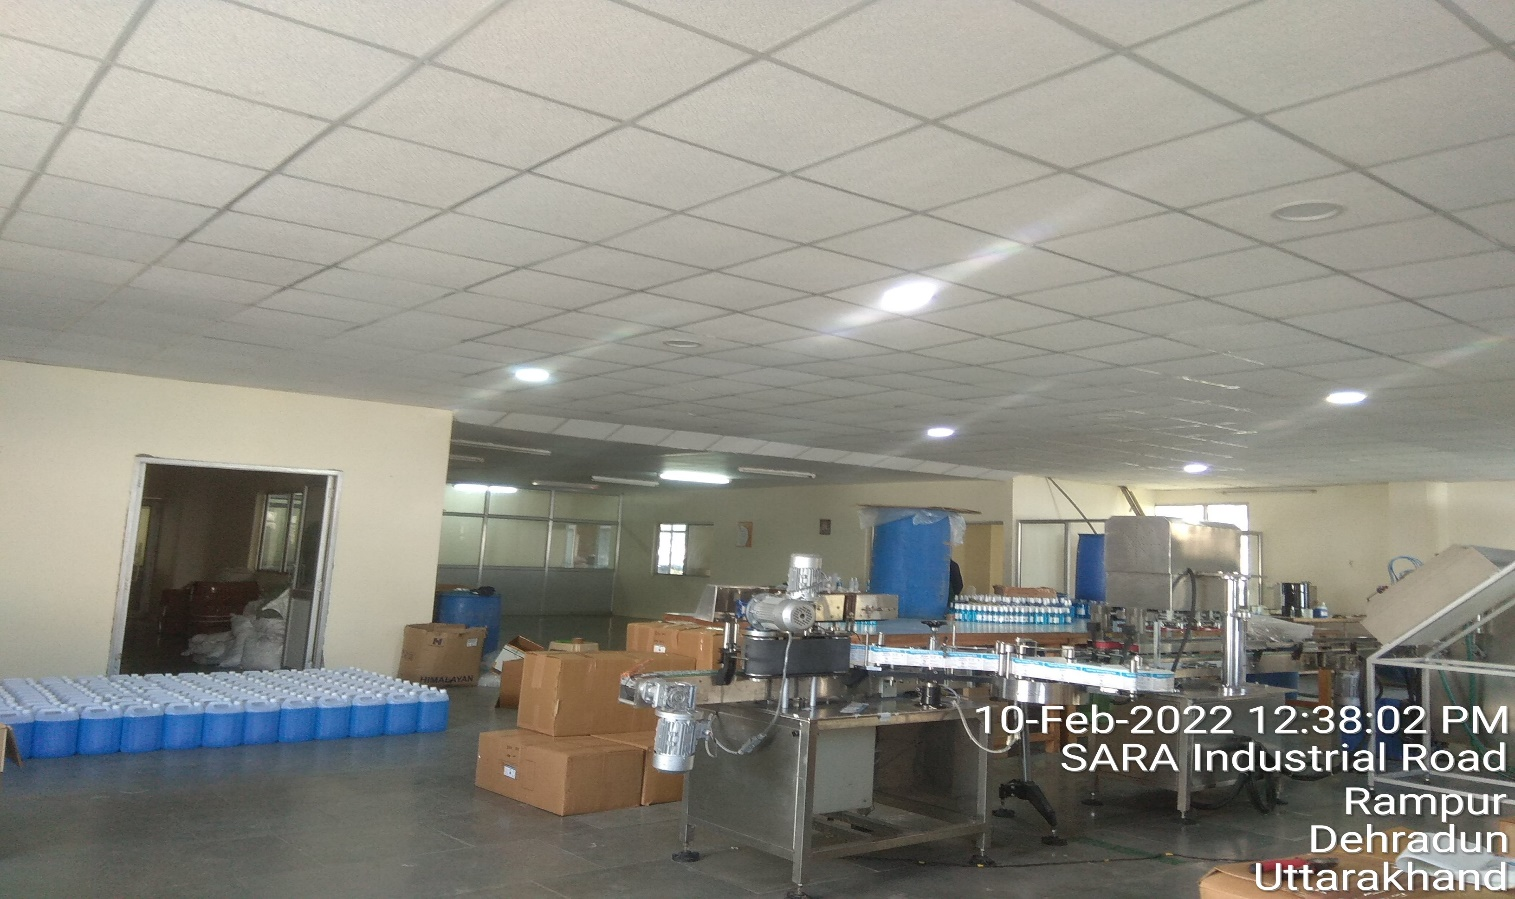 HIMALAYAN
10-Feb-2022 12:38:02 PM
SARA Industrial Road
Rampur
Dehradun
Uttarakhand